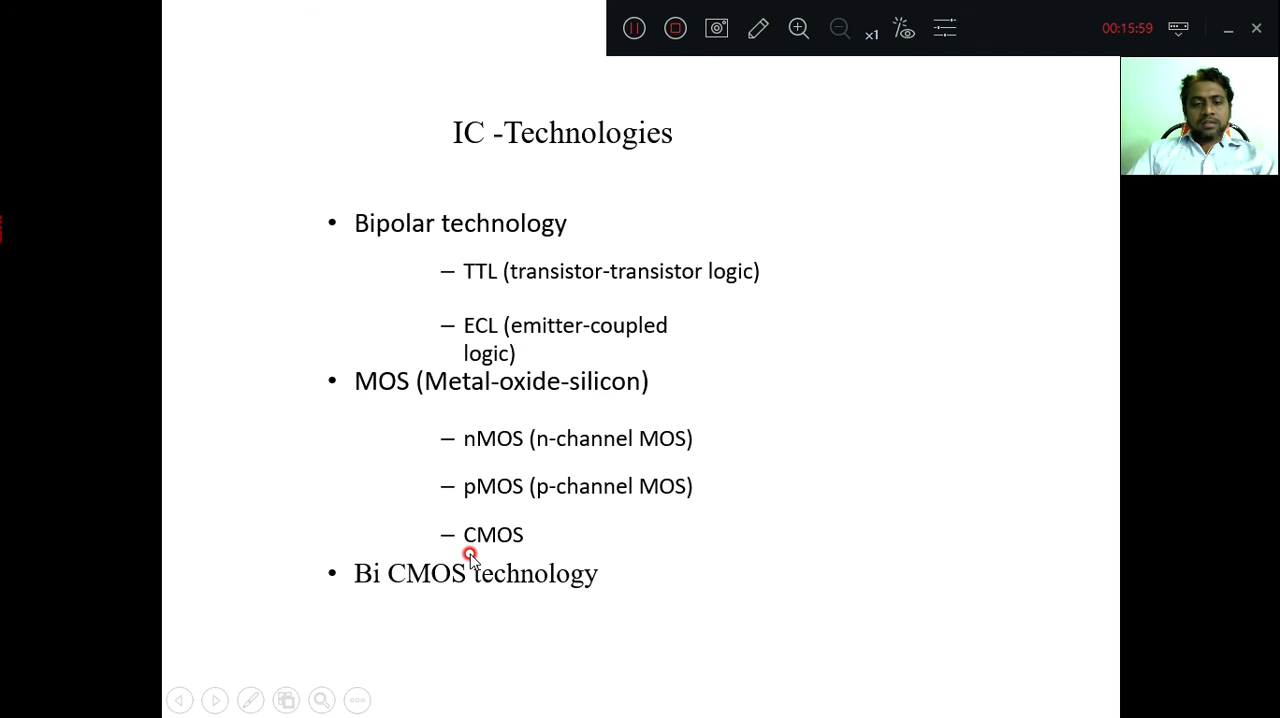 x1
00:15:59
IC -Technologies
• Bipolar technology
– TTL (transistor-transistor logic)
– ECL (emitter-coupled
logic)
• MOS (Metal-oxide-silicon)
– nMOS (n-channel MOS)
– pMOS (p-channel MOS)
– CMOS
• Bi CMOS technology